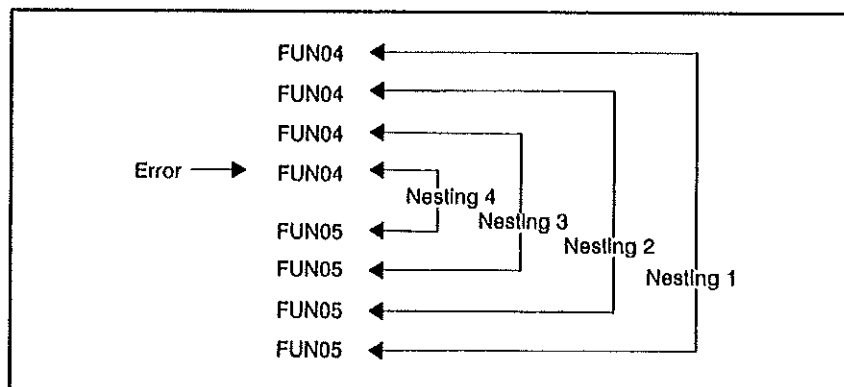 FUN04
FUN04
FUN04
Error FUN04
Nesting 4
FUN05 Nesting 3
Nesting 2
FUN05
Nesting 1
FUN05
FUN05